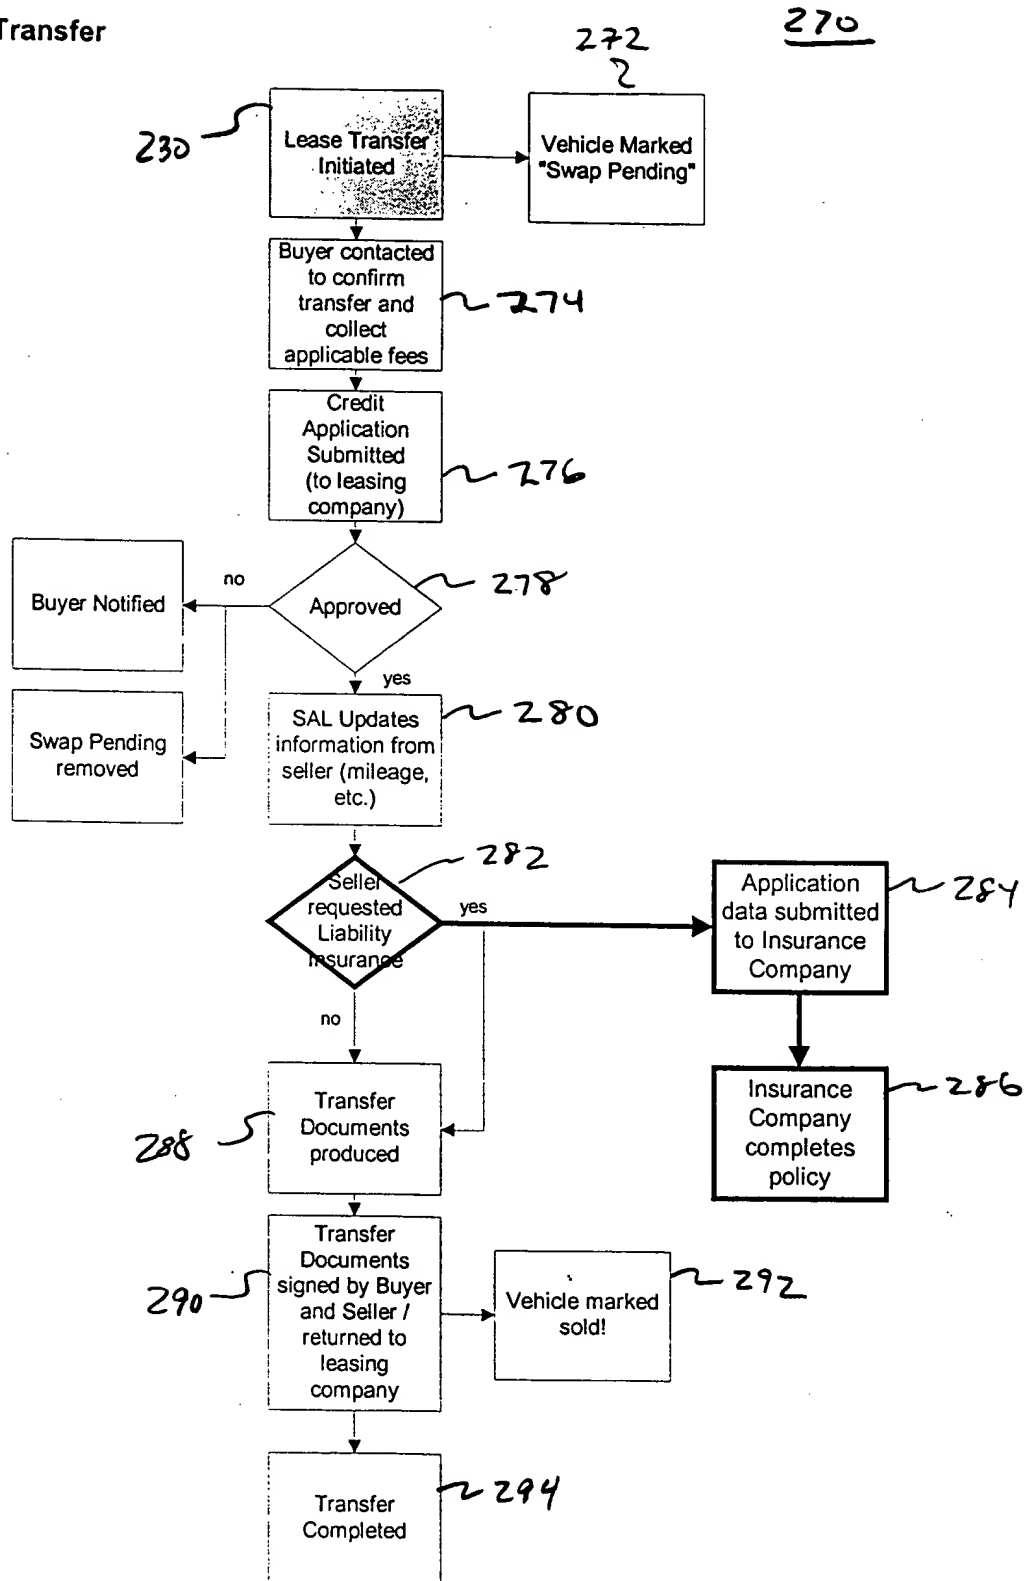 Transfer
270
272
230
Lease Transfer
Initiated
Vehicle Marked
"Swap Pending"
Buyer contacted
to confirm
transfer and
collect
applicable fees
274
Credit
Application
Submitted
(to leasing
company)
276
Buyer Notified
no
Approved
278
yes
Swap Pending
removed
SAL Updates
information from
seller (mileage,
etc.)
280
Seller
requested
Liability
Insurance
282
yes
no
Application
data submitted
to Insurance
Company
284
Insurance
Company
completes
policy
286
Transfer
Documents
produced
288
Transfer
Documents
signed by Buyer
and Seller /
returned to
leasing
company
290
Vehicle marked
sold!
292
Transfer
Completed
294